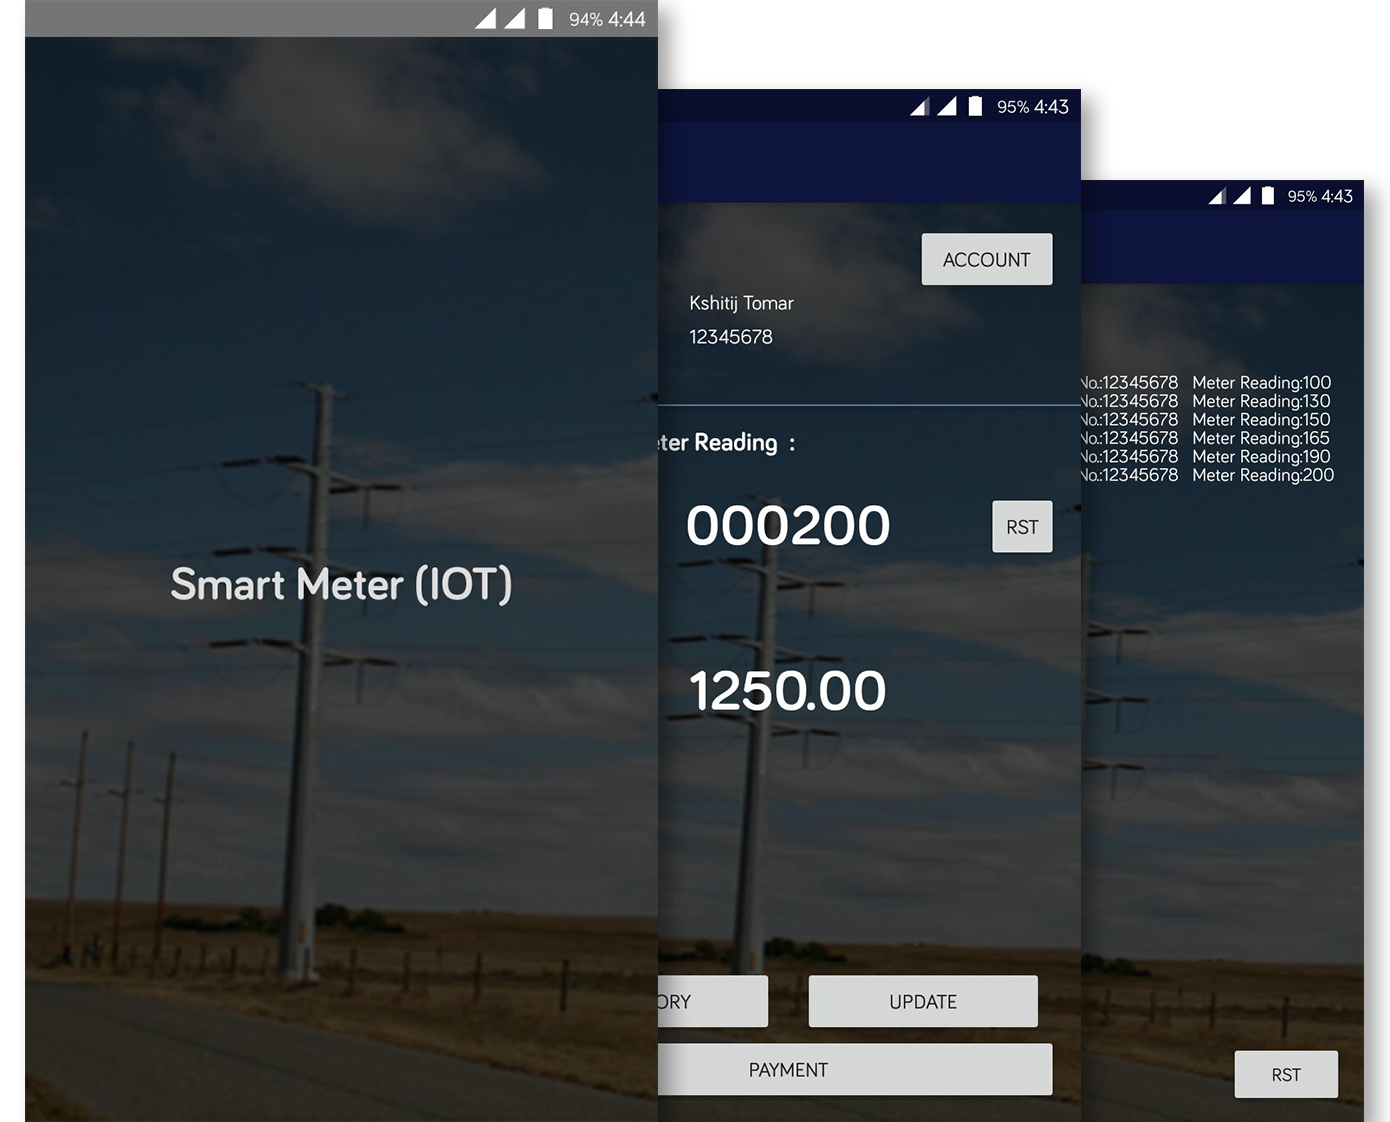 94% 4:44
Smart Meter (IOT)
95% 4:43
ACCOUNT
Kshitij Tomar
12345678
eter Reading :
000200
RST
1250.00
ORY
UPDATE
PAYMENT
95% 4:43
No.:12345678 Meter Reading:100
No.:12345678 Meter Reading:130
No.:12345678 Meter Reading:150
No.:12345678 Meter Reading:165
No.:12345678 Meter Reading:190
No.:12345678 Meter Reading:200
RST